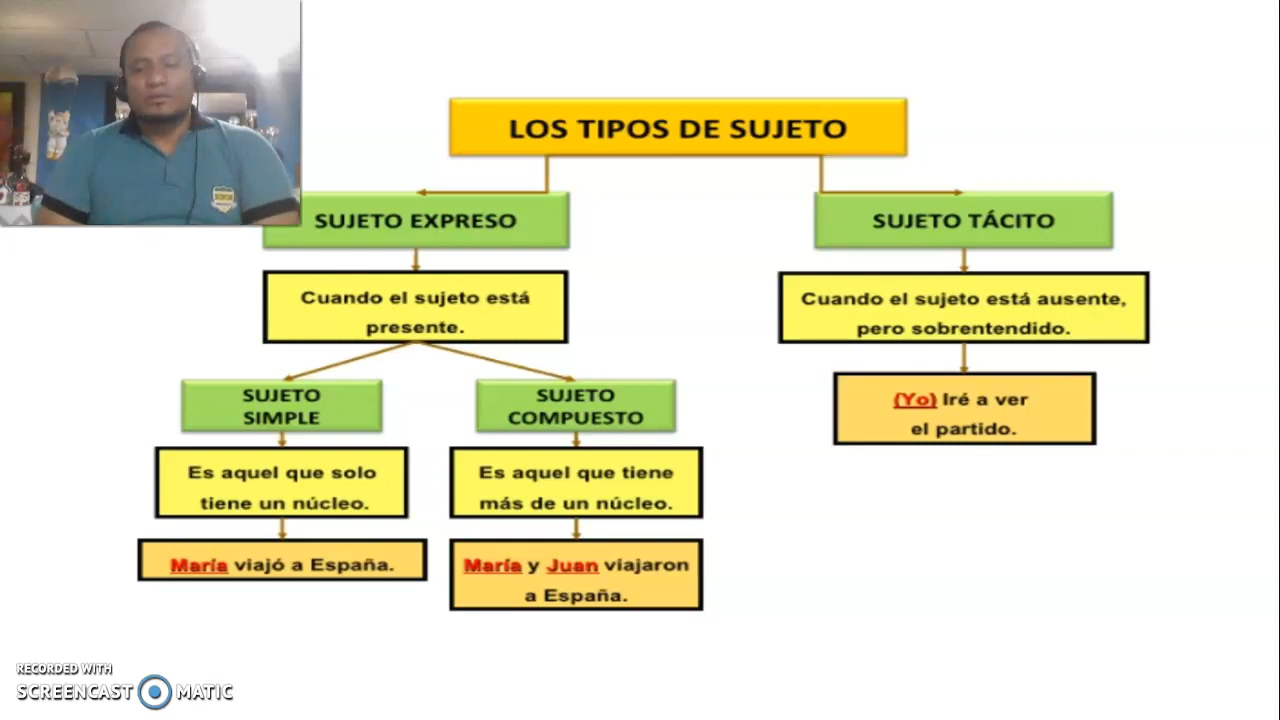 LOS TIPOS DE SUJETO
SUJETO EXPRESO
Cuando el sujeto está
presente.
SUJETO
SIMPLE
Es aquel que solo
tiene un núcleo.
María viajó a España.
SUJETO
COMPUESTO
Es aquel que tiene
más de un núcleo.
María y Juan viajaron
a España.
SUJETO TÁCITO
Cuando el sujeto está ausente,
pero sobrentendido.
(Yo) Iré a ver
el partido.
RECORDED WITH
SCREENCAST MATIC